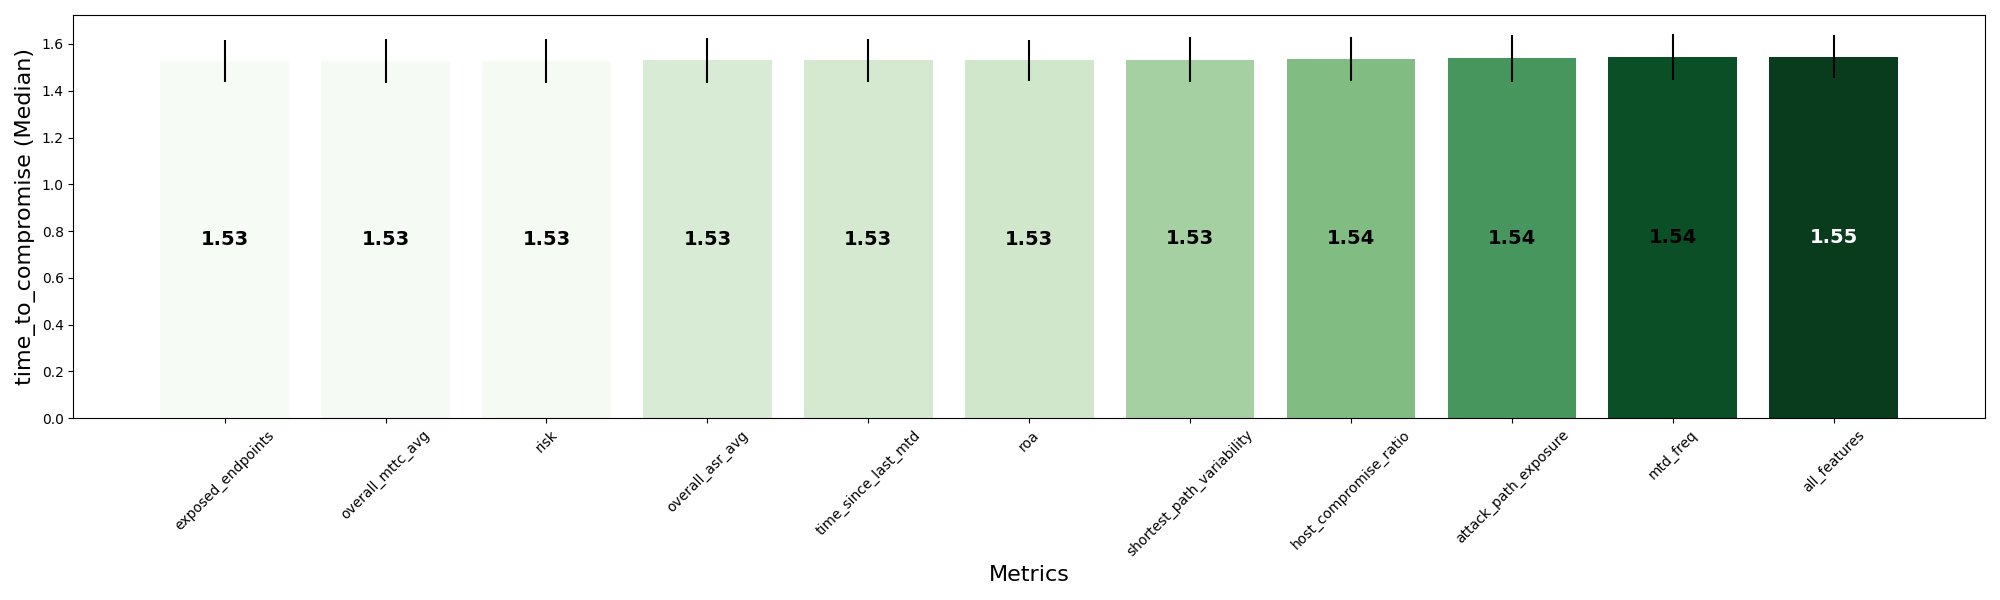 time_to_compromise (Median)
1.6
1.4
1.2
1.0
0.8
0.6
0.4
0.2
0.0
1.53
1.53
1.53
1.53
1.53
1.53
1.53
1.54
1.54
1.54
1.55
exposed_endpoints
overall_mttc_avg
risk
overall_asr_avg
time_since_last_mtd
roa
shortest_path_variability
host_compromise_ratio
attack_path_exposure
mtd_freq
all_features
Metrics